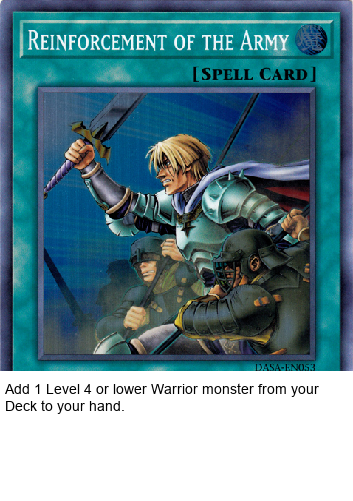 Reinforcement of the Army
[Spell Card]
DASA-EN053
Add 1 Level 4 or lower Warrior monster from your
Deck to your hand.